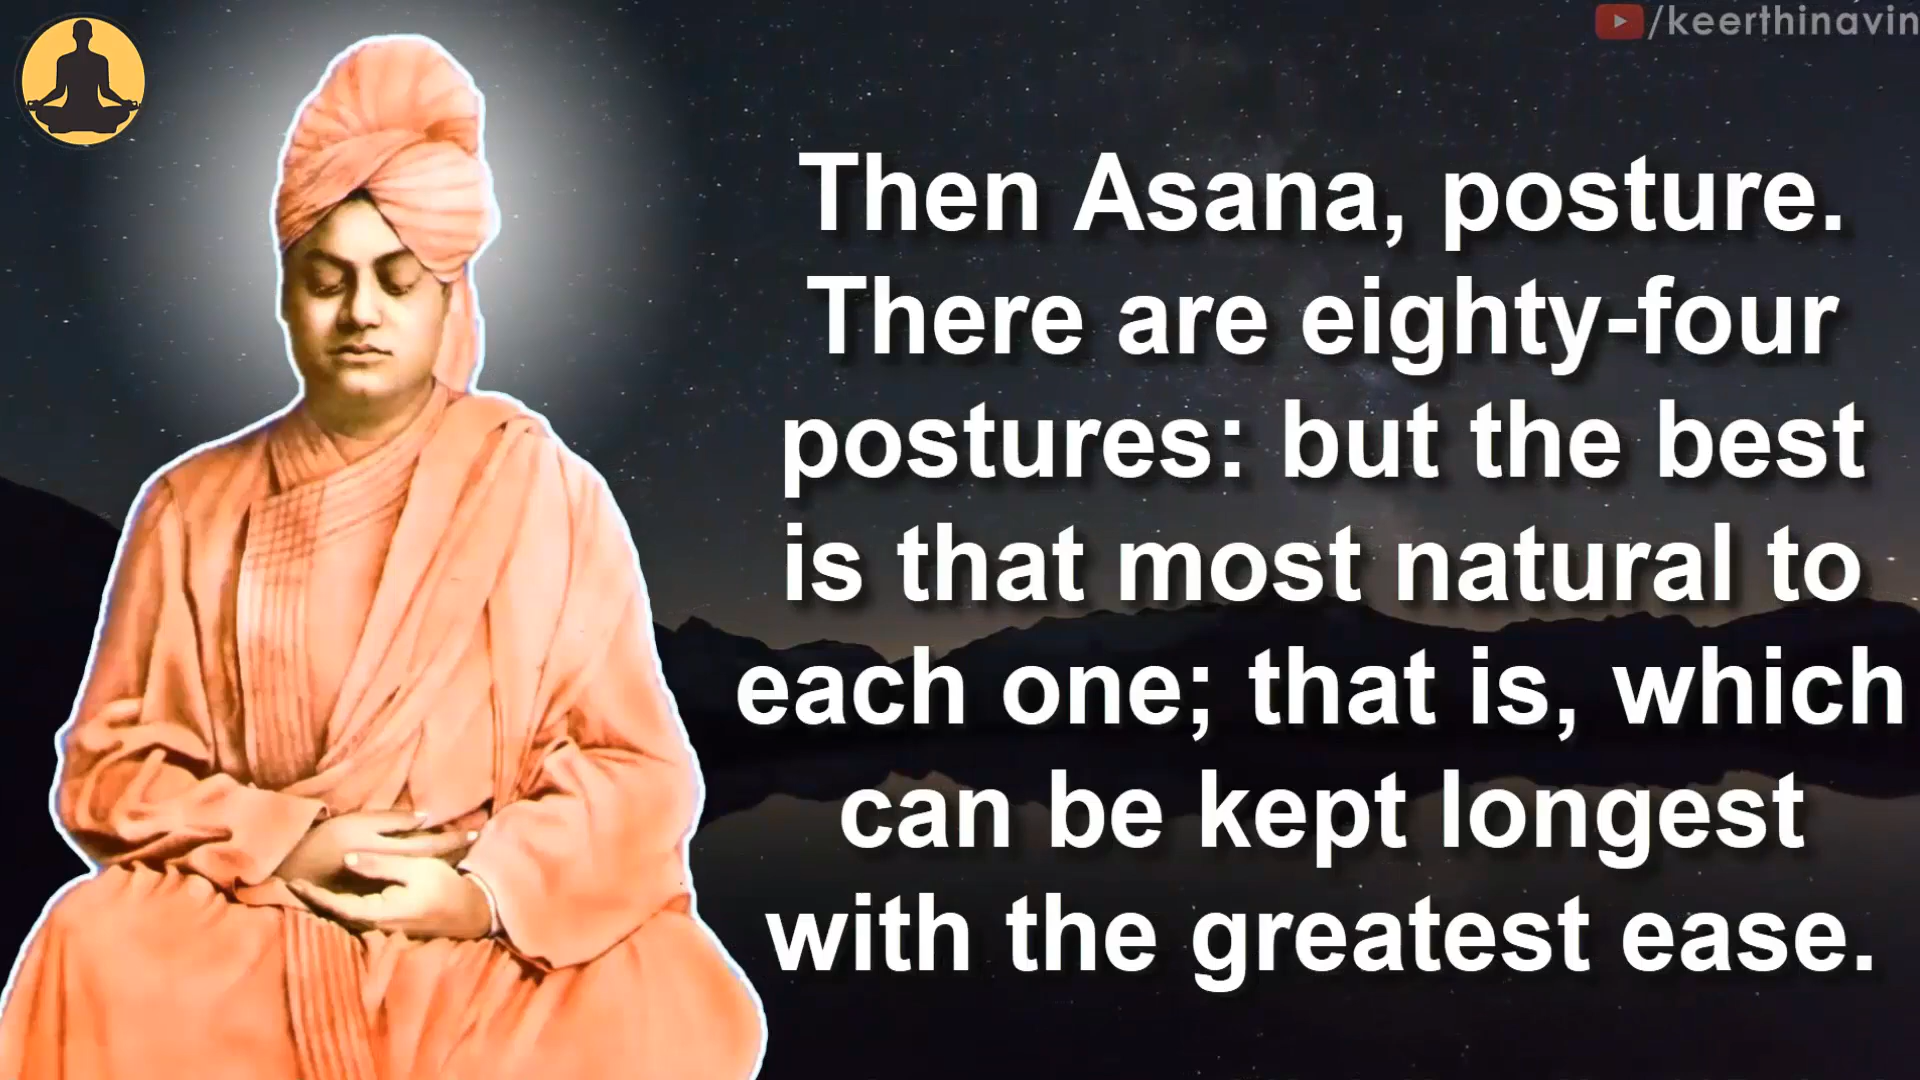 /keerthinavin
Then Asana, posture.
There are eighty-four
postures: but the best
is that most natural to
each one; that is, which
can be kept longest
with the greatest ease.